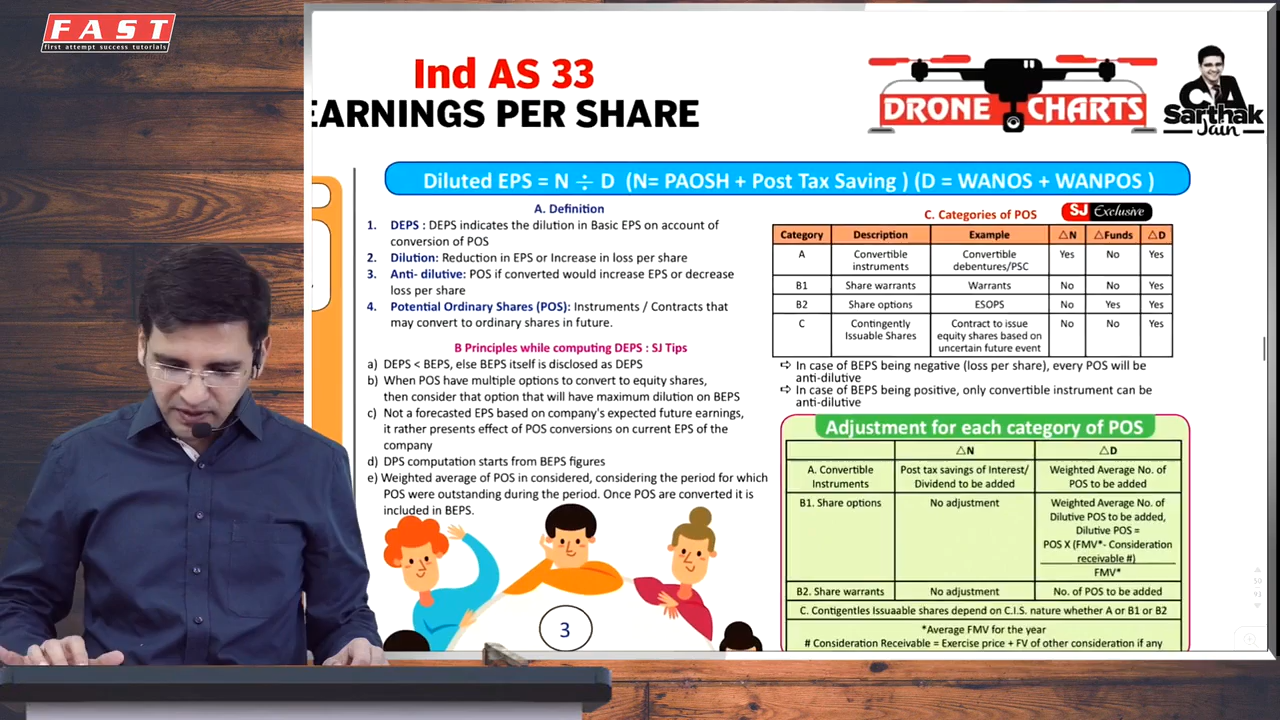 FAST
first attempt success tutorials
Ind AS 33
EARNINGS PER SHARE
DRONE CHARTS
CA
Sarthak
Jain
Diluted EPS = N ÷ D (N= PAOSH + Post Tax Saving ) (D = WANOS + WANPOS )
A. Definition
1. DEPS : DEPS indicates the dilution in Basic EPS on account of
conversion of POS
2. Dilution: Reduction in EPS or Increase in loss per share
3. Anti- dilutive: POS if converted would increase EPS or decrease
loss per share
4. Potential Ordinary Shares (POS): Instruments / Contracts that
may convert to ordinary shares in future.
B Principles while computing DEPS : SJ Tips
a) DEPS < BEPS, else BEPS itself is disclosed as DEPS
b) When POS have multiple options to convert to equity shares,
then consider that option that will have maximum dilution on BEPS
c) Not a forecasted EPS based on company's expected future earnings,
it rather presents effect of POS conversions on current EPS of the
company
d) DPS computation starts from BEPS figures
e) Weighted average of POS in considered, considering the period for which
POS were outstanding during the period. Once POS are converted it is
included in BEPS.
3
C. Categories of POS
SJ Exclusive
Category Description Example △N △Funds △D
A Convertible Convertible Yes No Yes
instruments debentures/PSC
B1 Share warrants Warrants No No Yes
B2 Share options ESOPS No Yes Yes
C Contingently Contract to issue No No Yes
Issuable Shares equity shares based on
uncertain future event
⇨ In case of BEPS being negative (loss per share), every POS will be
anti-dilutive
⇨ In case of BEPS being positive, only convertible instrument can be
anti-dilutive
Adjustment for each category of POS
△N △D
A. Convertible Post tax savings of Interest/ Weighted Average No. of
Instruments Dividend to be added POS to be added
B1. Share options No adjustment Weighted Average No. of
Dilutive POS to be added,
Dilutive POS =
POS X (FMV*- Consideration
receivable #)
FMV*
B2. Share warrants No adjustment No. of POS to be added
C. Contigentles Issuaable shares depend on C.I.S. nature whether A or B1 or B2
*Average FMV for the year
# Consideration Receivable = Exercise price + FV of other consideration if any